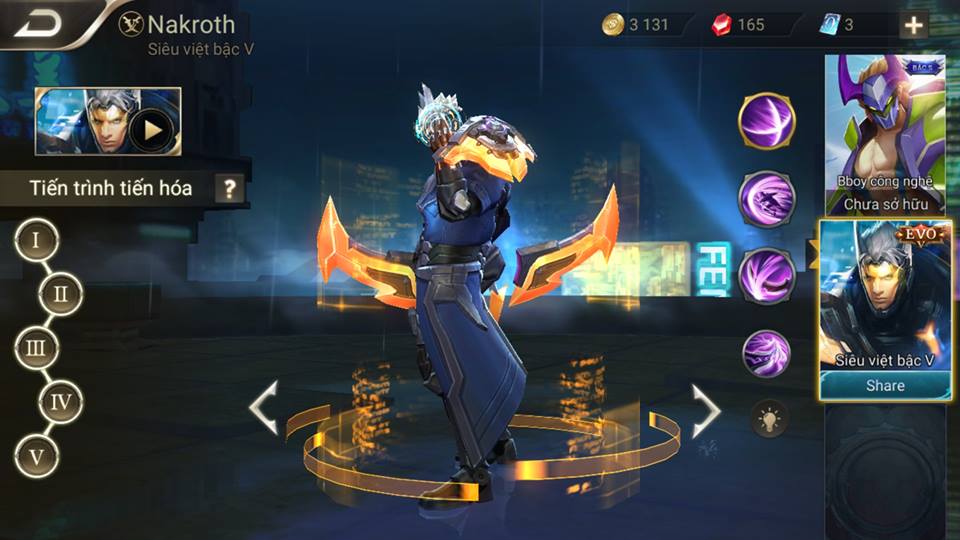 Nakroth
Siêu việt bậc V
3 131
165
3
+
Tiến trình tiến hóa
?
I
II
III
IV
V
BẬC S
Bboy công nghệ
Chưa sở hữu
EVO
V
Siêu việt bậc V
Share
FE